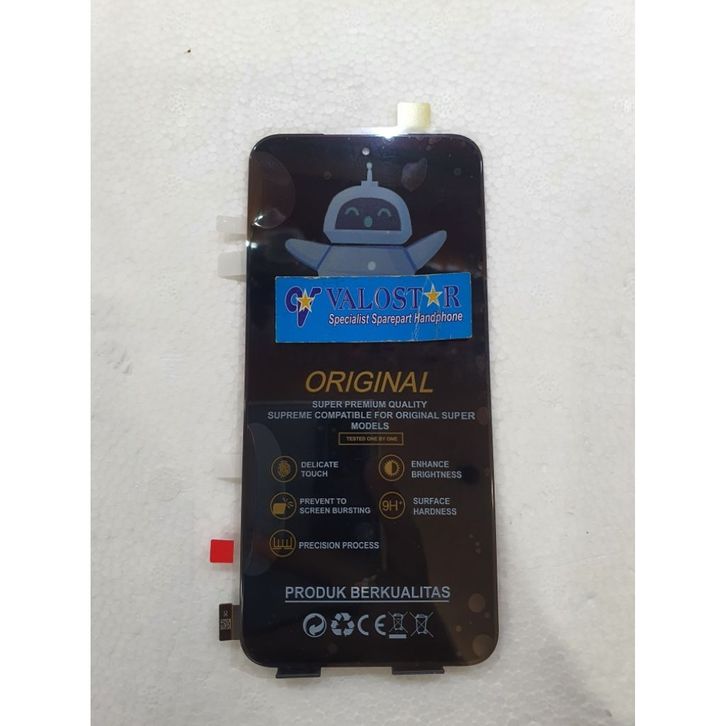 VALOSTAR
Specialist Sparepart Handphone
ORIGINAL
SUPER PREMIUM QUALITY
SUPREME COMPATIBLE FOR ORIGINAL SUPER
MODELS
TESTED ONE BY ONE
DELICATE
TOUCH
ENHANCE
BRIGHTNESS
PREVENT TO
SCREEN BURSTING
9H+
SURFACE
HARDNESS
PRECISION PROCESS
PRODUK BERKUALITAS
CE